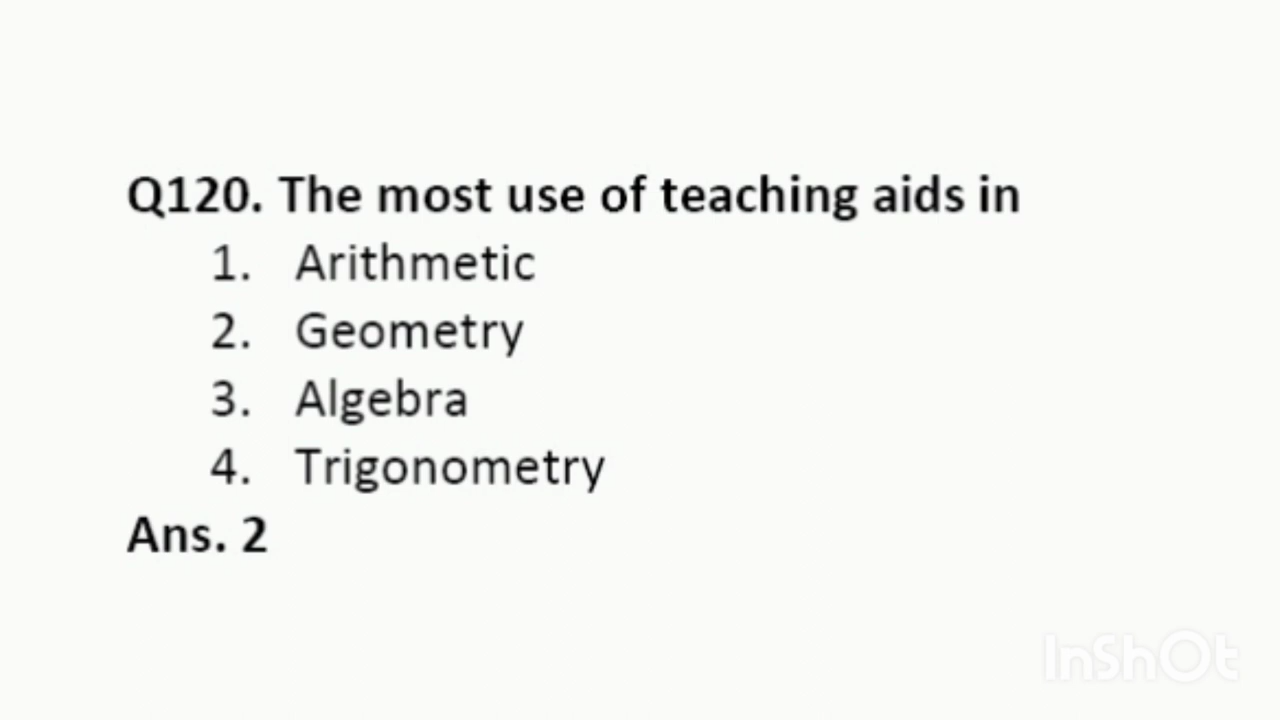 Q120. The most use of teaching aids in
1. Arithmetic
2. Geometry
3. Algebra
4. Trigonometry
Ans. 2
InShOt